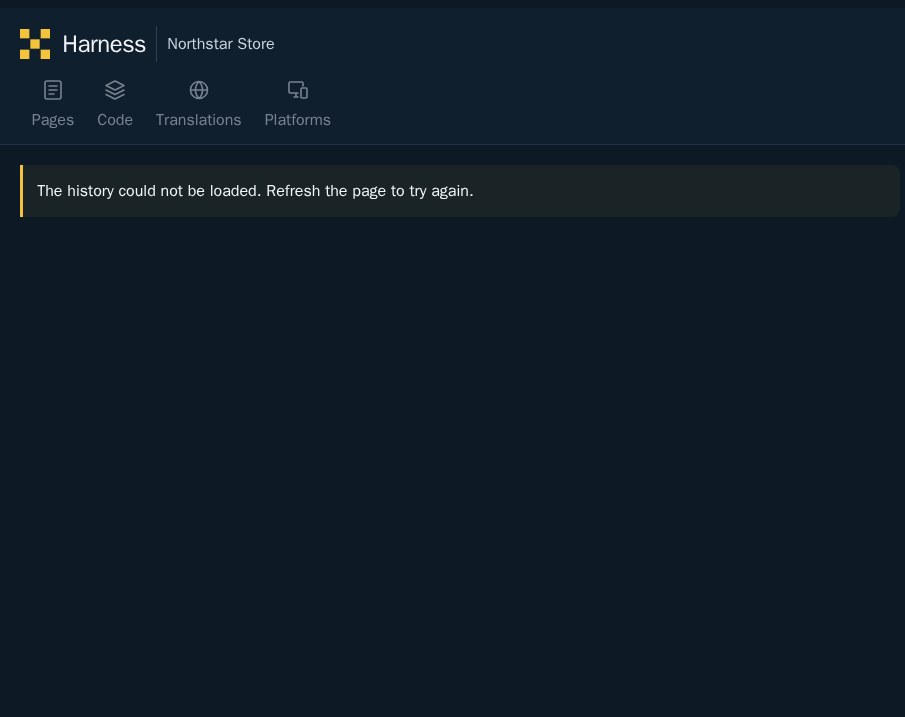 Harness
Northstar Store
Pages
Code
Translations
Platforms
The history could not be loaded. Refresh the page to try again.